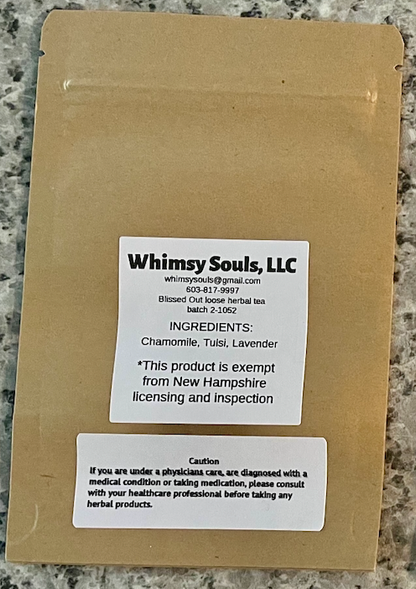 Whimsy Souls, LLC
whimsysouls@gmail.com
603-817-9997
Blissed Out loose herbal tea
batch 2-1052
INGREDIENTS:
Chamomile, Tulsi, Lavender
*This product is exempt
from New Hampshire
licensing and inspection
Caution
If you are under a physicians care, are diagnosed with a
medical condition or taking medication, please consult
with your healthcare professional before taking any
herbal products.